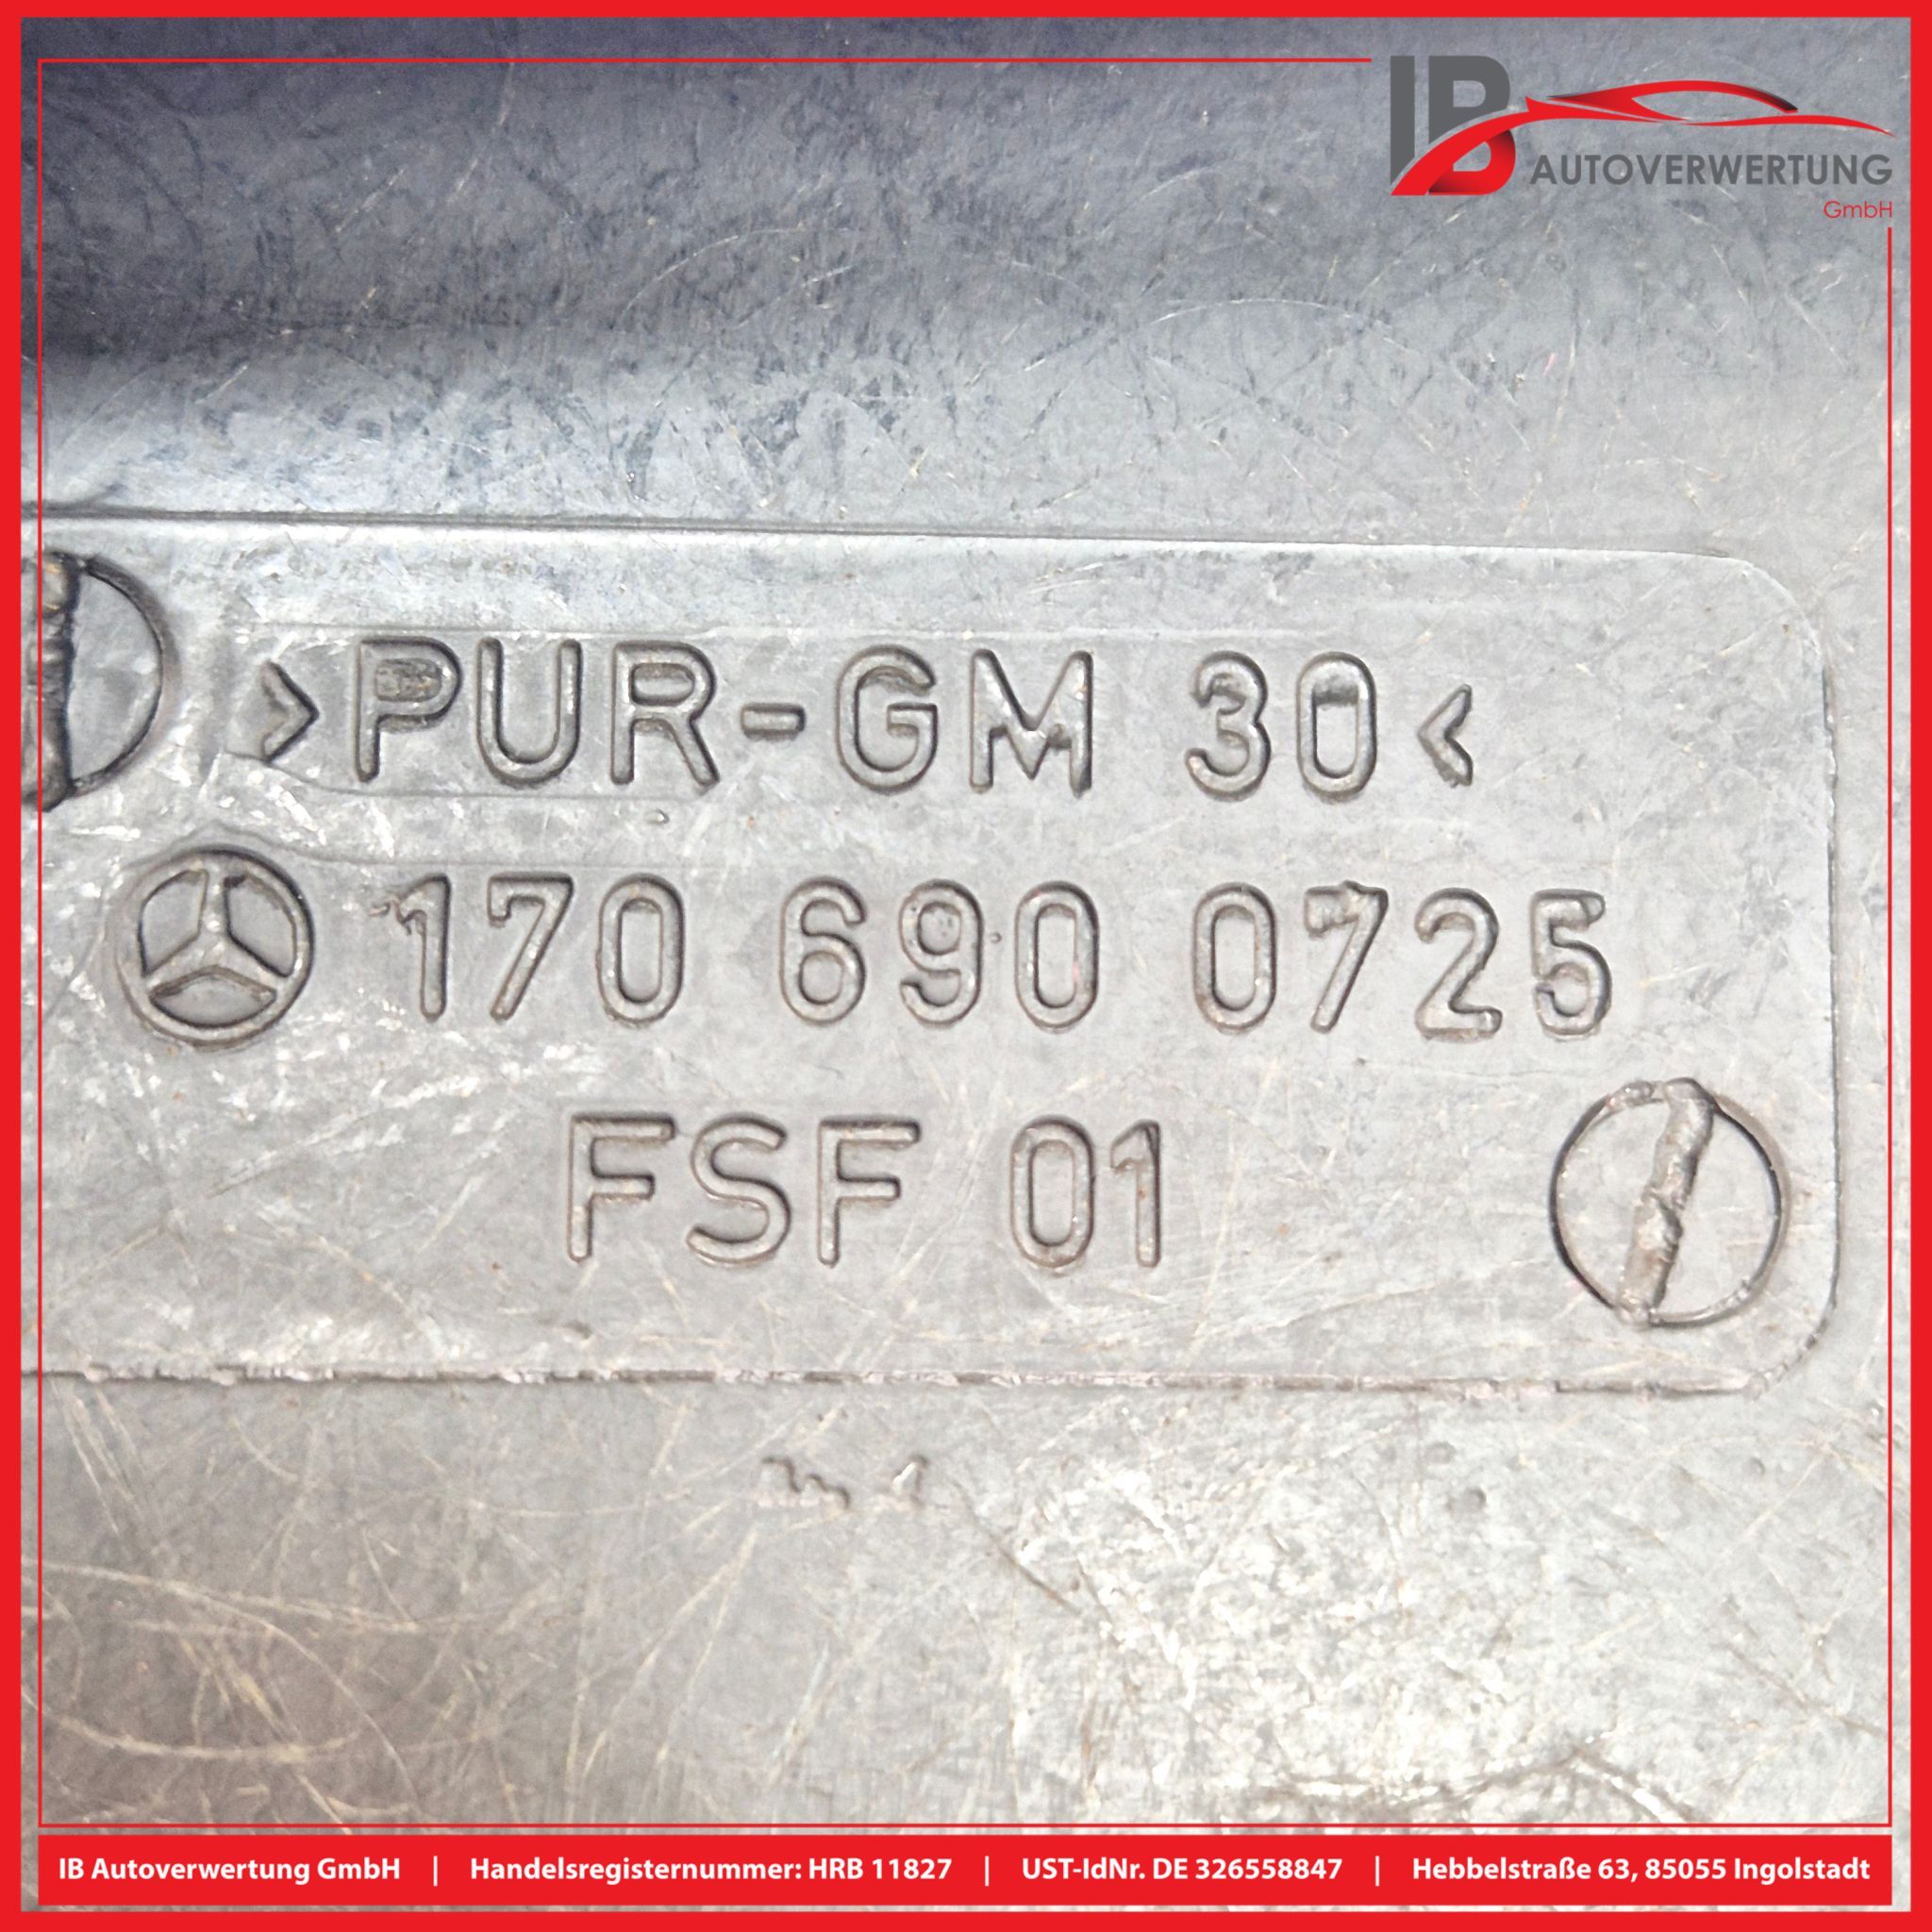 IB
AUTOVERWERTUNG
GmbH
>PUR-GM 30<
170 690 0725
FSF 01
IB Autoverwertung GmbH | Handelsregisternummer: HRB 11827 | UST-IdNr. DE 326558847 | Hebbelstraße 63, 85055 Ingolstadt